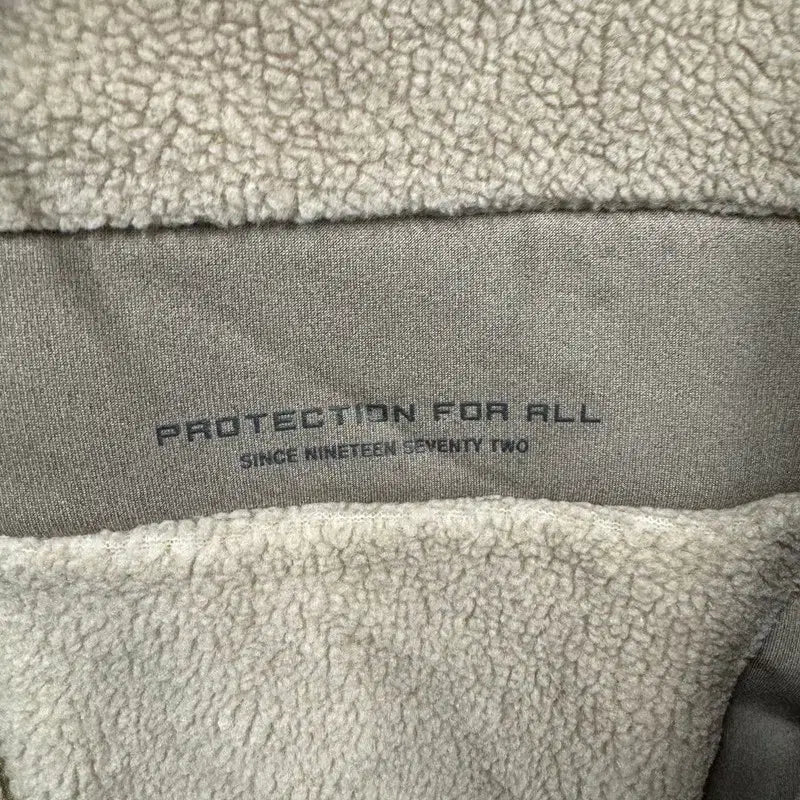 PROTECTION FOR ALL
SINCE NINETEEN SEVENTY TWO